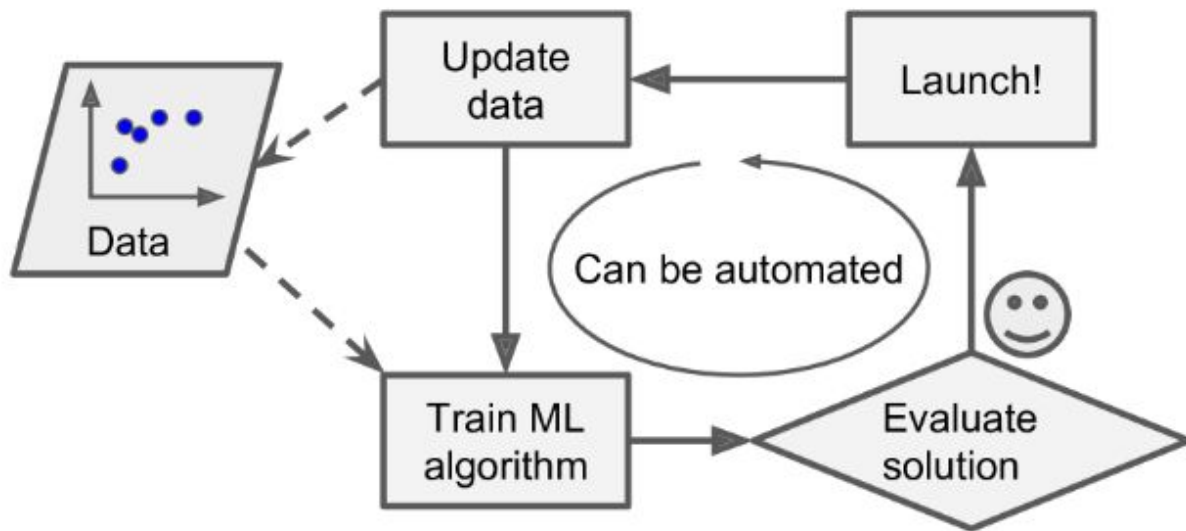 Update
data
Launch!
Data
Can be automated
Train ML
algorithm
Evaluate
solution